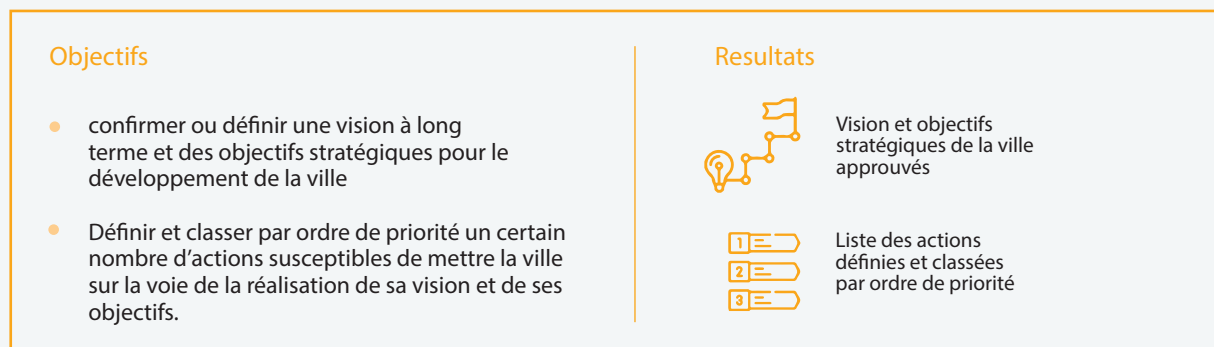 Objectifs
confirmer ou définir une vision à long
terme et des objectifs stratégiques pour le
développement de la ville
Définir et classer par ordre de priorité un certain
nombre d’actions susceptibles de mettre la ville
sur la voie de la réalisation de sa vision et de ses
objectifs.
Resultats
Vision et objectifs
stratégiques de la ville
approuvés
1
2
3
Liste des actions
définies et classées
par ordre de priorité